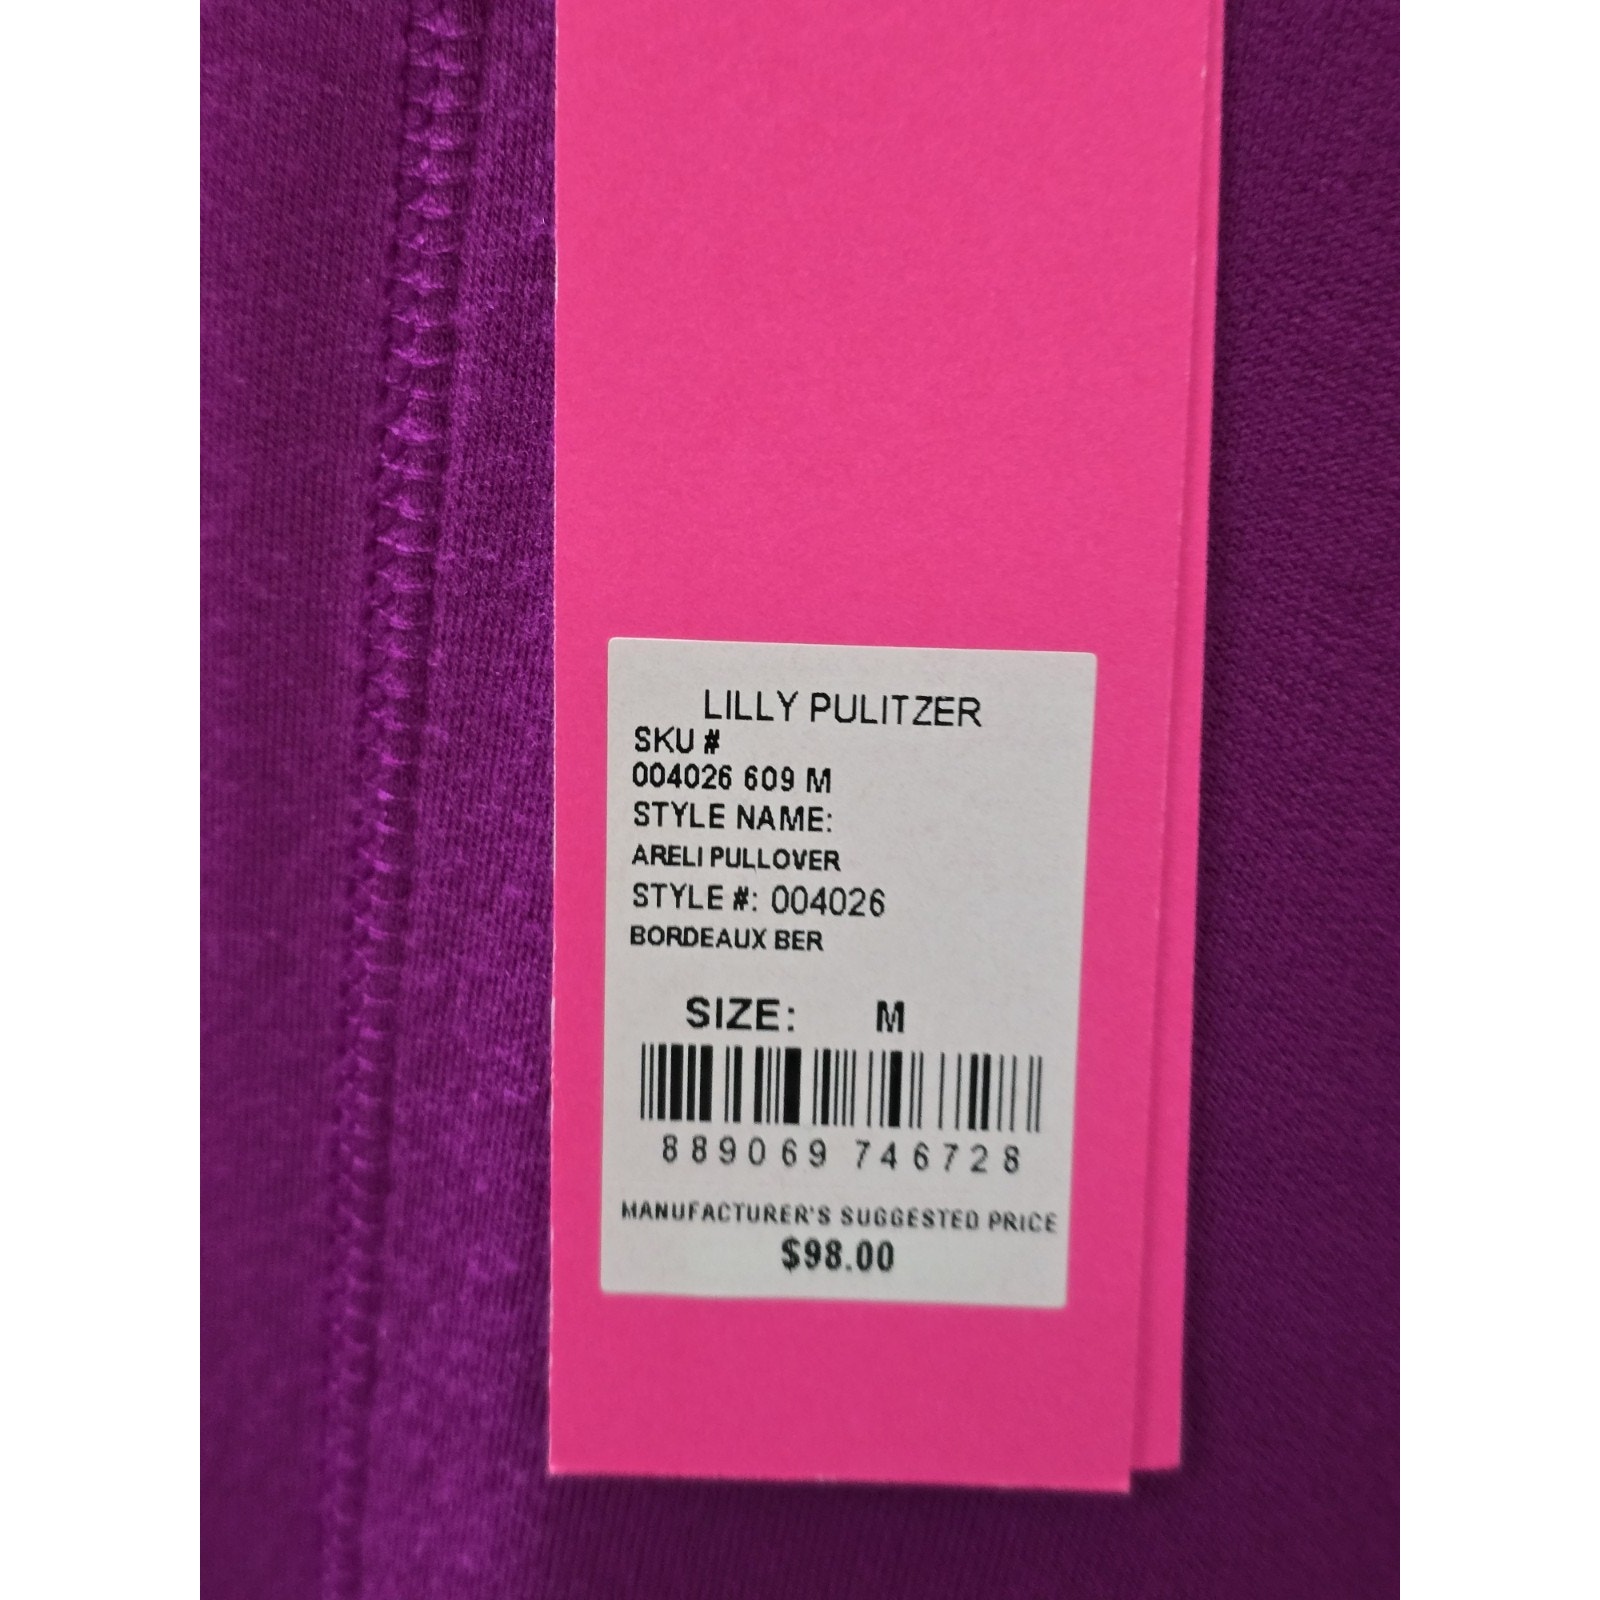 LILLY PULITZER
SKU #
004026 609 M
STYLE NAME:
ARELI PULLOVER
STYLE #: 004026
BORDEAUX BER
SIZE: M
889069 746728
MANUFACTURER'S SUGGESTED PRICE
$98.00